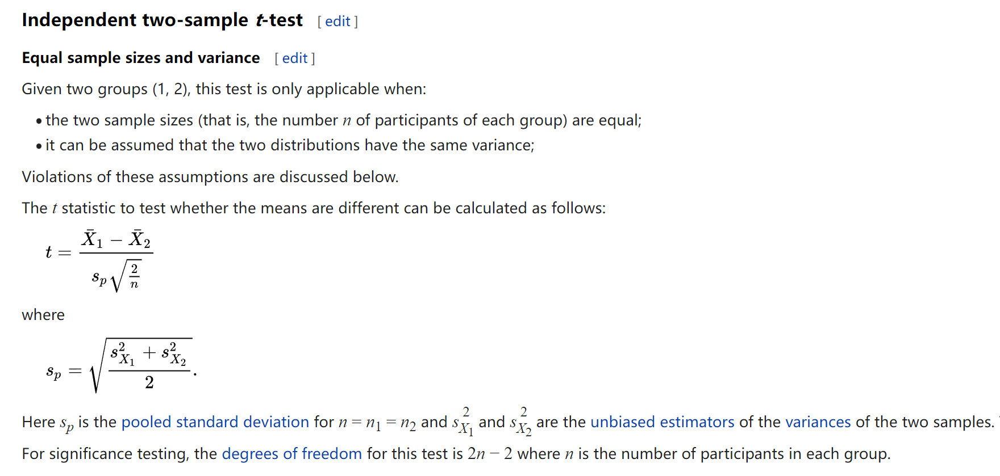 Independent two-sample t-test [ edit ]
Equal sample sizes and variance [ edit ]
Given two groups (1, 2), this test is only applicable when:
• the two sample sizes (that is, the number n of participants of each group) are equal;
• it can be assumed that the two distributions have the same variance;
Violations of these assumptions are discussed below.
The t statistic to test whether the means are different can be calculated as follows:
$t = \frac{\bar{X}_1 - \bar{X}_2}{s_p \sqrt{\frac{2}{n}}}$
where
$s_p = \sqrt{\frac{s_{X_1}^2 + s_{X_2}^2}{2}}.$
Here $s_p$ is the pooled standard deviation for $n = n_1 = n_2$ and $s_{X_1}^2$ and $s_{X_2}^2$ are the unbiased estimators of the variances of the two samples.
For significance testing, the degrees of freedom for this test is $2n - 2$ where n is the number of participants in each group.